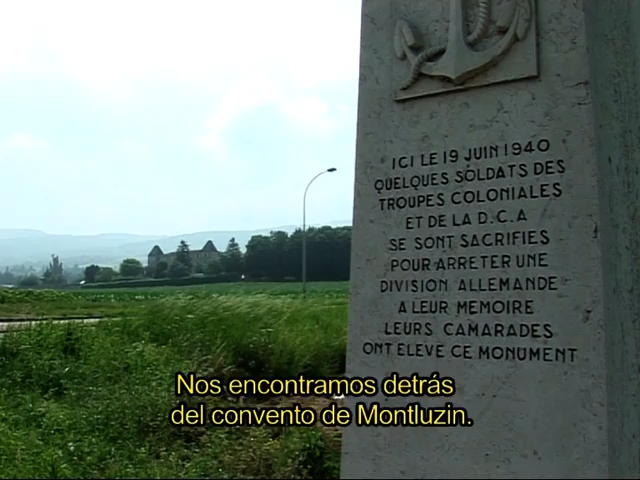 ICI LE 19 JUIN 1940
QUELQUES SOLDATS DES
TROUPES COLONIALES
ET DE LA D.C.A
SE SONT SACRIFIES
POUR ARRETER UNE
DIVISION ALLEMANDE
A LEUR MEMOIRE
LEURS CAMARADES
ONT ELEVE CE MONUMENT
Nos encontramos detrás
del convento de Montluzin.